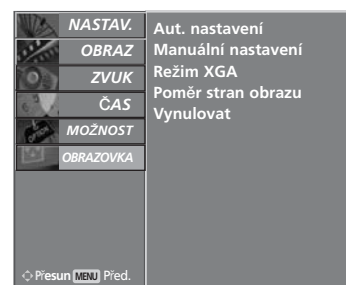 NASTAV.
OBRAZ
ZVUK
ČAS
MOŽNOST
OBRAZOVKA
Aut. nastavení
Manuální nastavení
Režim XGA
Poměr stran obrazu
Vynulovat
Přesun MENU Před.